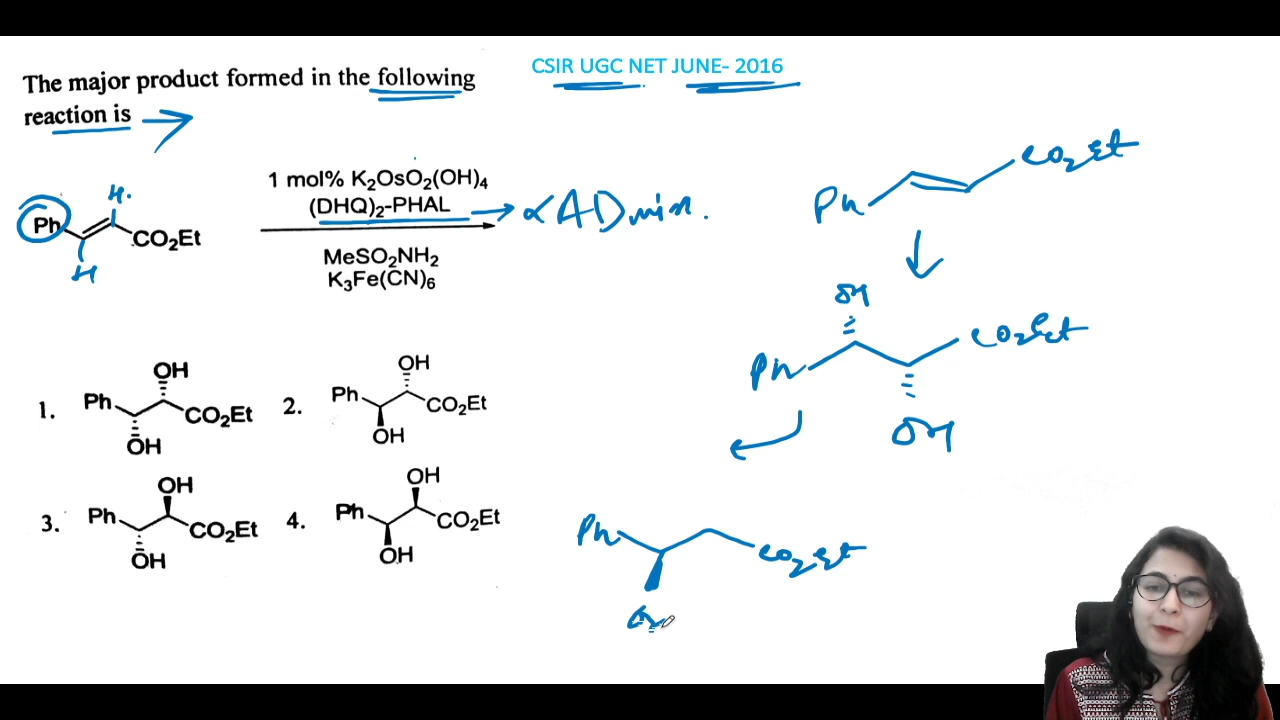 CSIR UGC NET JUNE- 2016
The major product formed in the following
reaction is
H.
Ph
CO₂Et
H
1 mol% K₂OsO₂(OH)₄
(DHQ)₂-PHAL
MeSO₂NH₂
K₃Fe(CN)₆
α ADmix.
Ph
CO₂Et
OH
Ph
CO₂Et
OH
1.
OH
Ph
CO₂Et
OH
2.
OH
Ph
CO₂Et
OH
3.
OH
Ph
CO₂Et
OH
4.
OH
Ph
CO₂Et
OH
Ph
CO₂Et